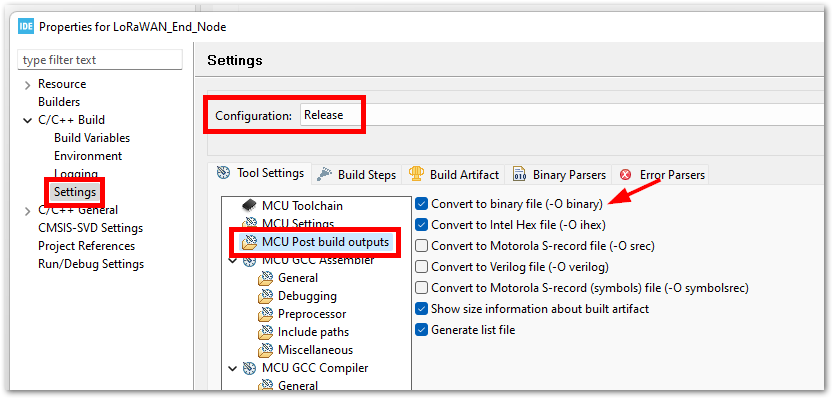 IDE Properties for LoRaWAN_End_Node
type filter text
Resource
Builders
C/C++ Build
Build Variables
Environment
Logging
Settings
C/C++ General
CMSIS-SVD Settings
Project References
Run/Debug Settings
Settings
Configuration: Release
Tool Settings Build Steps Build Artifact Binary Parsers Error Parsers
MCU Toolchain
MCU Settings
MCU Post build outputs
MCU GCC Assembler
General
Debugging
Preprocessor
Include paths
Miscellaneous
MCU GCC Compiler
General
Convert to binary file (-O binary)
Convert to Intel Hex file (-O ihex)
Convert to Motorola S-record file (-O srec)
Convert to Verilog file (-O verilog)
Convert to Motorola S-record (symbols) file (-O symbolsrec)
Show size information about built artifact
Generate list file